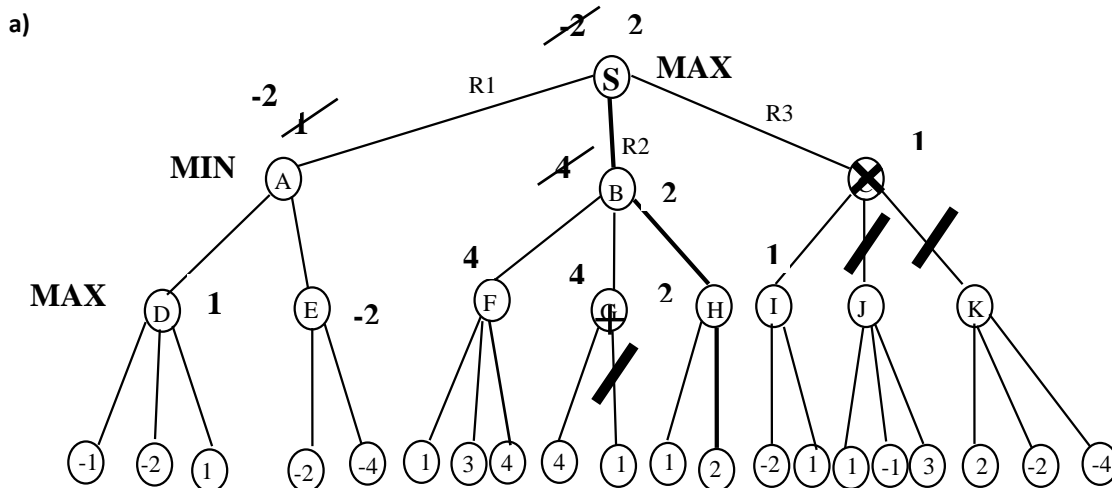 a)
-2 2
S MAX
R1
R3
-2
1
1
R2
MIN A
4 B 2
4 4 1
MAX D 1 E -2 F G 2 H I J K
-1 -2 1 -2 -4 1 3 4 4 1 1 2 -2 1 1 -1 3 2 -2 -4